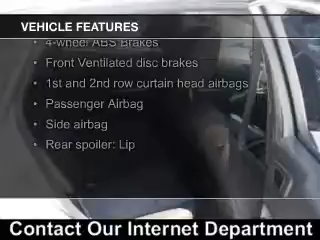 VEHICLE FEATURES
• 4-wheel ABS Brakes
• Front Ventilated disc brakes
• 1st and 2nd row curtain head airbags
• Passenger Airbag
• Side airbag
• Rear spoiler: Lip
Contact Our Internet Department